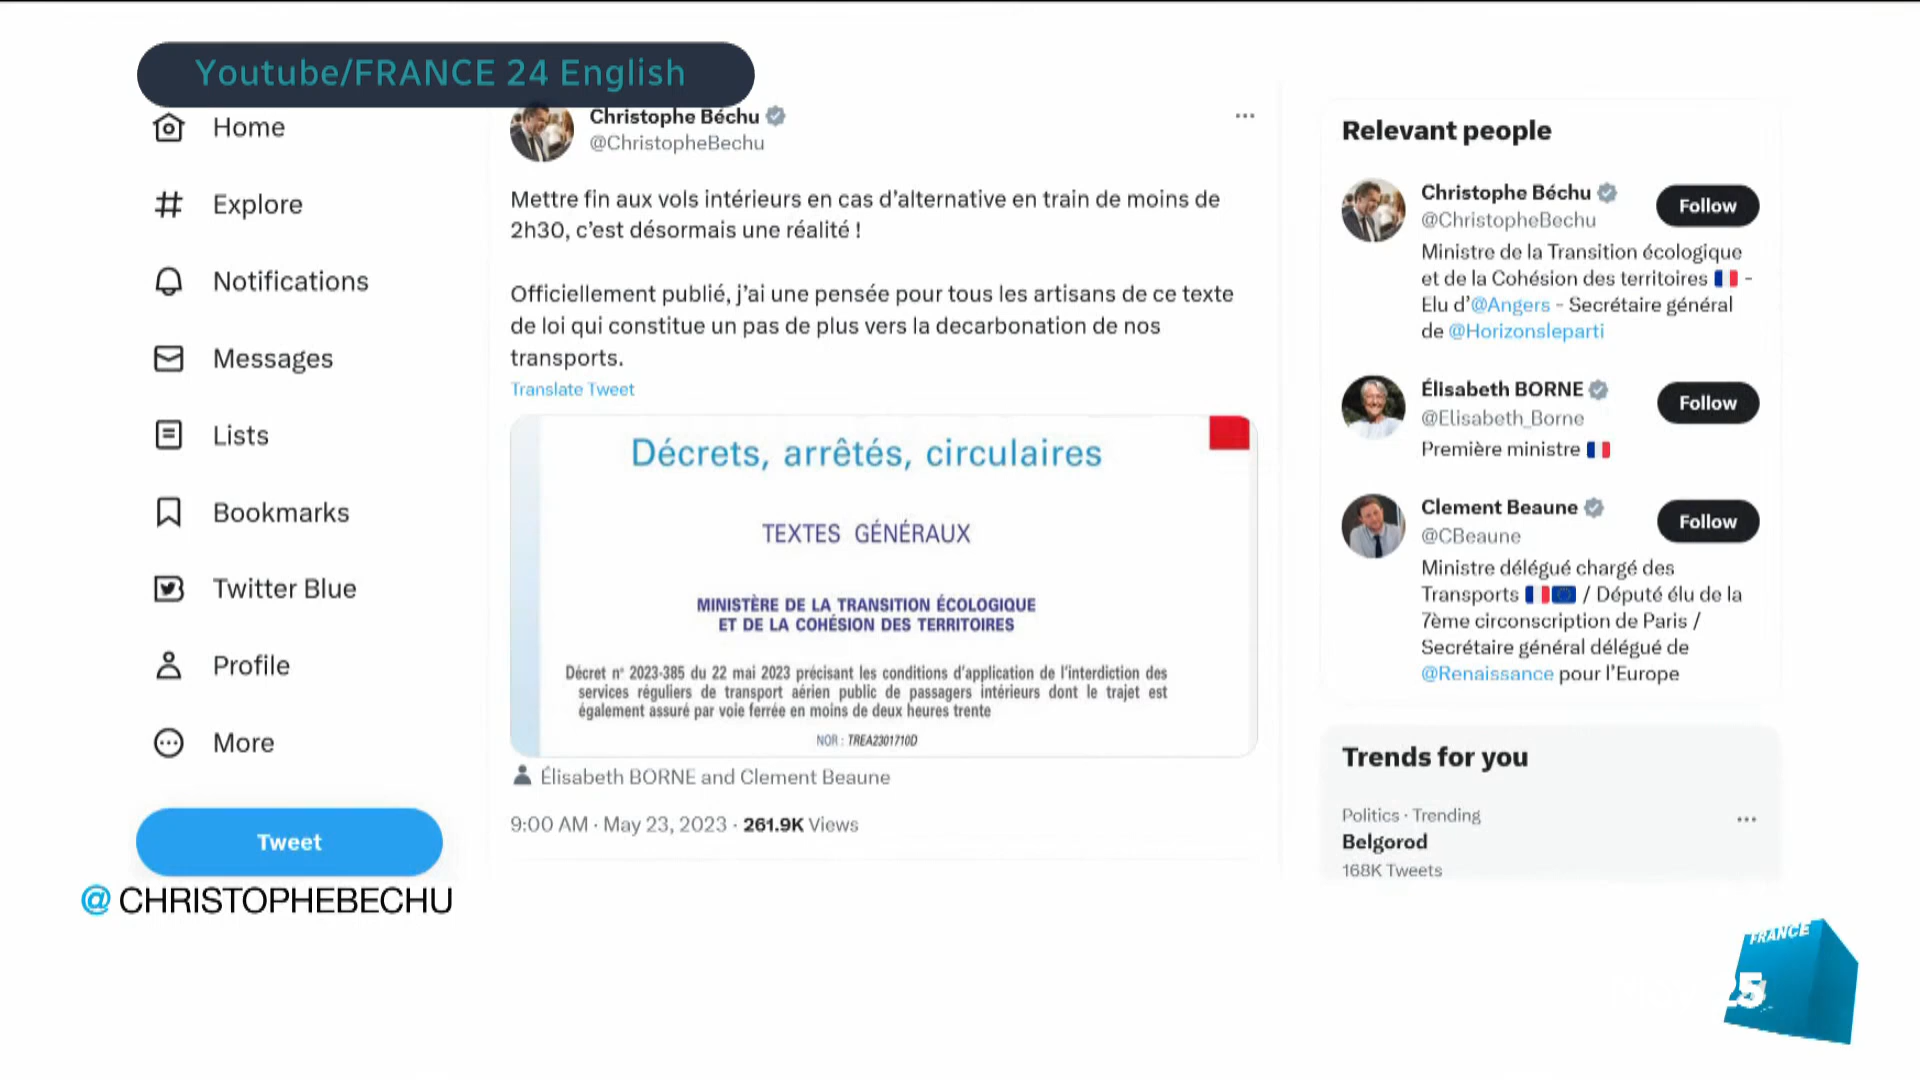 Youtube/FRANCE 24 English
Home
Explore
Notifications
Messages
Lists
Bookmarks
Twitter Blue
Profile
More
Tweet
@CHRISTOPHEBECHU
Christophe Béchu
@ChristopheBechu
Mettre fin aux vols intérieurs en cas d'alternative en train de moins de
2h30, c'est désormais une réalité !
Officiellement publié, j'ai une pensée pour tous les artisans de ce texte
de loi qui constitue un pas de plus vers la decarbonation de nos
transports.
Translate Tweet
Décrets, arrêtés, circulaires
TEXTES GÉNÉRAUX
MINISTÈRE DE LA TRANSITION ÉCOLOGIQUE
ET DE LA COHÉSION DES TERRITOIRES
Décret n° 2023-385 du 22 mai 2023 précisant les conditions d'application de l'interdiction des
services réguliers de transport aérien public de passagers intérieurs dont le trajet est
également assuré par voie ferrée en moins de deux heures trente
NOR : TREA2301710D
Élisabeth BORNE and Clement Beaune
9:00 AM · May 23, 2023 · 261.9K Views
Relevant people
Christophe Béchu
@ChristopheBechu
Follow
Ministre de la Transition écologique
et de la Cohésion des territoires 🇫🇷 -
Elu d'@Angers - Secrétaire général
de @Horizonsleparti
Élisabeth BORNE
@Elisabeth_Borne
Follow
Première ministre 🇫🇷
Clement Beaune
@CBeaune
Follow
Ministre délégué chargé des
Transports 🇫🇷🇪🇺 / Député élu de la
7ème circonscription de Paris /
Secrétaire général délégué de
@Renaissance pour l'Europe
Trends for you
Politics · Trending
Belgorod
168K Tweets
FRANCE